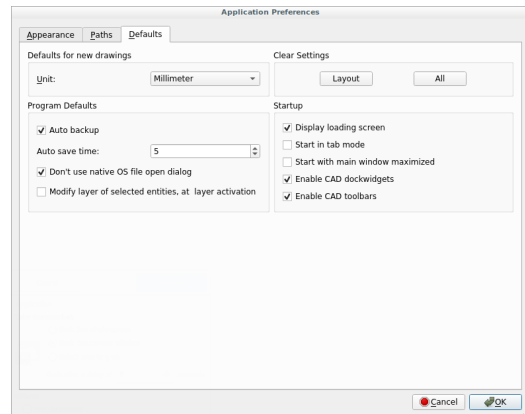 Application Preferences
Appearance Paths Defaults
Defaults for new drawings
Unit: Millimeter
Clear Settings
Layout All
Program Defaults
Auto backup
Auto save time: 5
Don't use native OS file open dialog
Modify layer of selected entities, at layer activation
Startup
Display loading screen
Start in tab mode
Start with main window maximized
Enable CAD dockwidgets
Enable CAD toolbars
Cancel OK